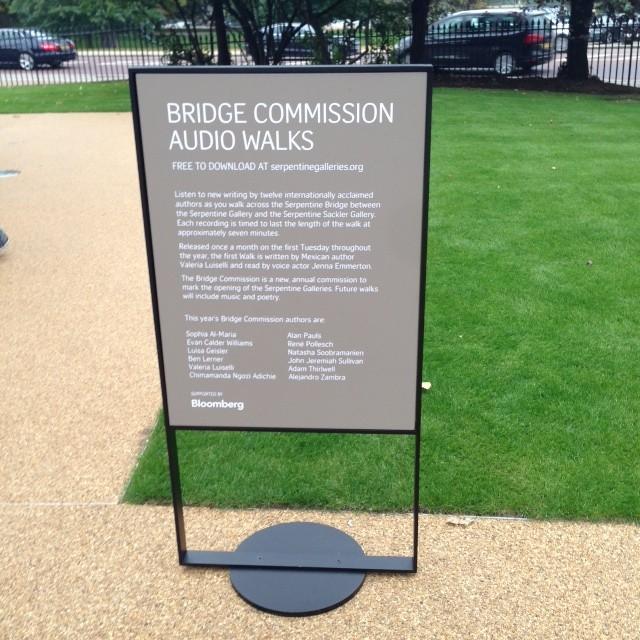 BRIDGE COMMISSION
AUDIO WALKS
FREE TO DOWNLOAD AT serpentinegalleries.org
Listen to new writing by twelve internationally acclaimed
authors as you walk across the Serpentine Bridge between
the Serpentine Gallery and the Serpentine Sackler Gallery.
Each recording is timed to last the length of the walk at
approximately seven minutes.
Released once a month on the first Tuesday throughout
the year, the first Walk is written by Mexican author
Valeria Luiselli and read by voice actor Jenna Emmerton.
The Bridge Commission is a new, annual commission to
mark the opening of the Serpentine Galleries. Future walks
will include music and poetry.
This year's Bridge Commission authors are:
Sophia Al-Maria
Evan Calder Williams
Luisa Geisler
Ben Lerner
Valeria Luiselli
Chimamanda Ngozi Adichie
Alan Pauls
René Pollesch
Natasha Soobramanien
John Jeremiah Sullivan
Adam Thirlwell
Alejandro Zambra
SUPPORTED BY
Bloomberg